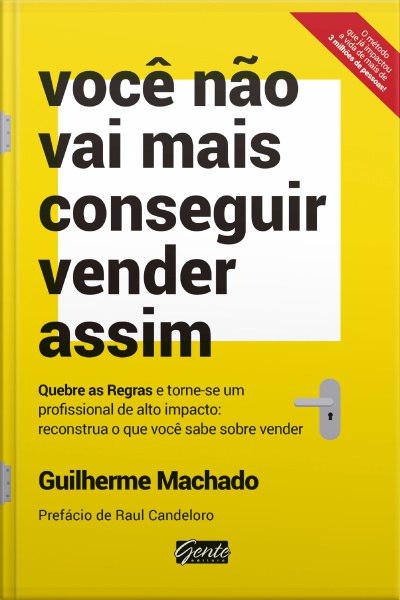 O método
que já impactou
a vida de mais de
3 milhões de pessoas!
você não
vai mais
conseguir
vender
assim
Quebre as Regras e torne-se um
profissional de alto impacto:
reconstrua o que você sabe sobre vender
Guilherme Machado
Prefácio de Raul Candeloro
Gente
editora